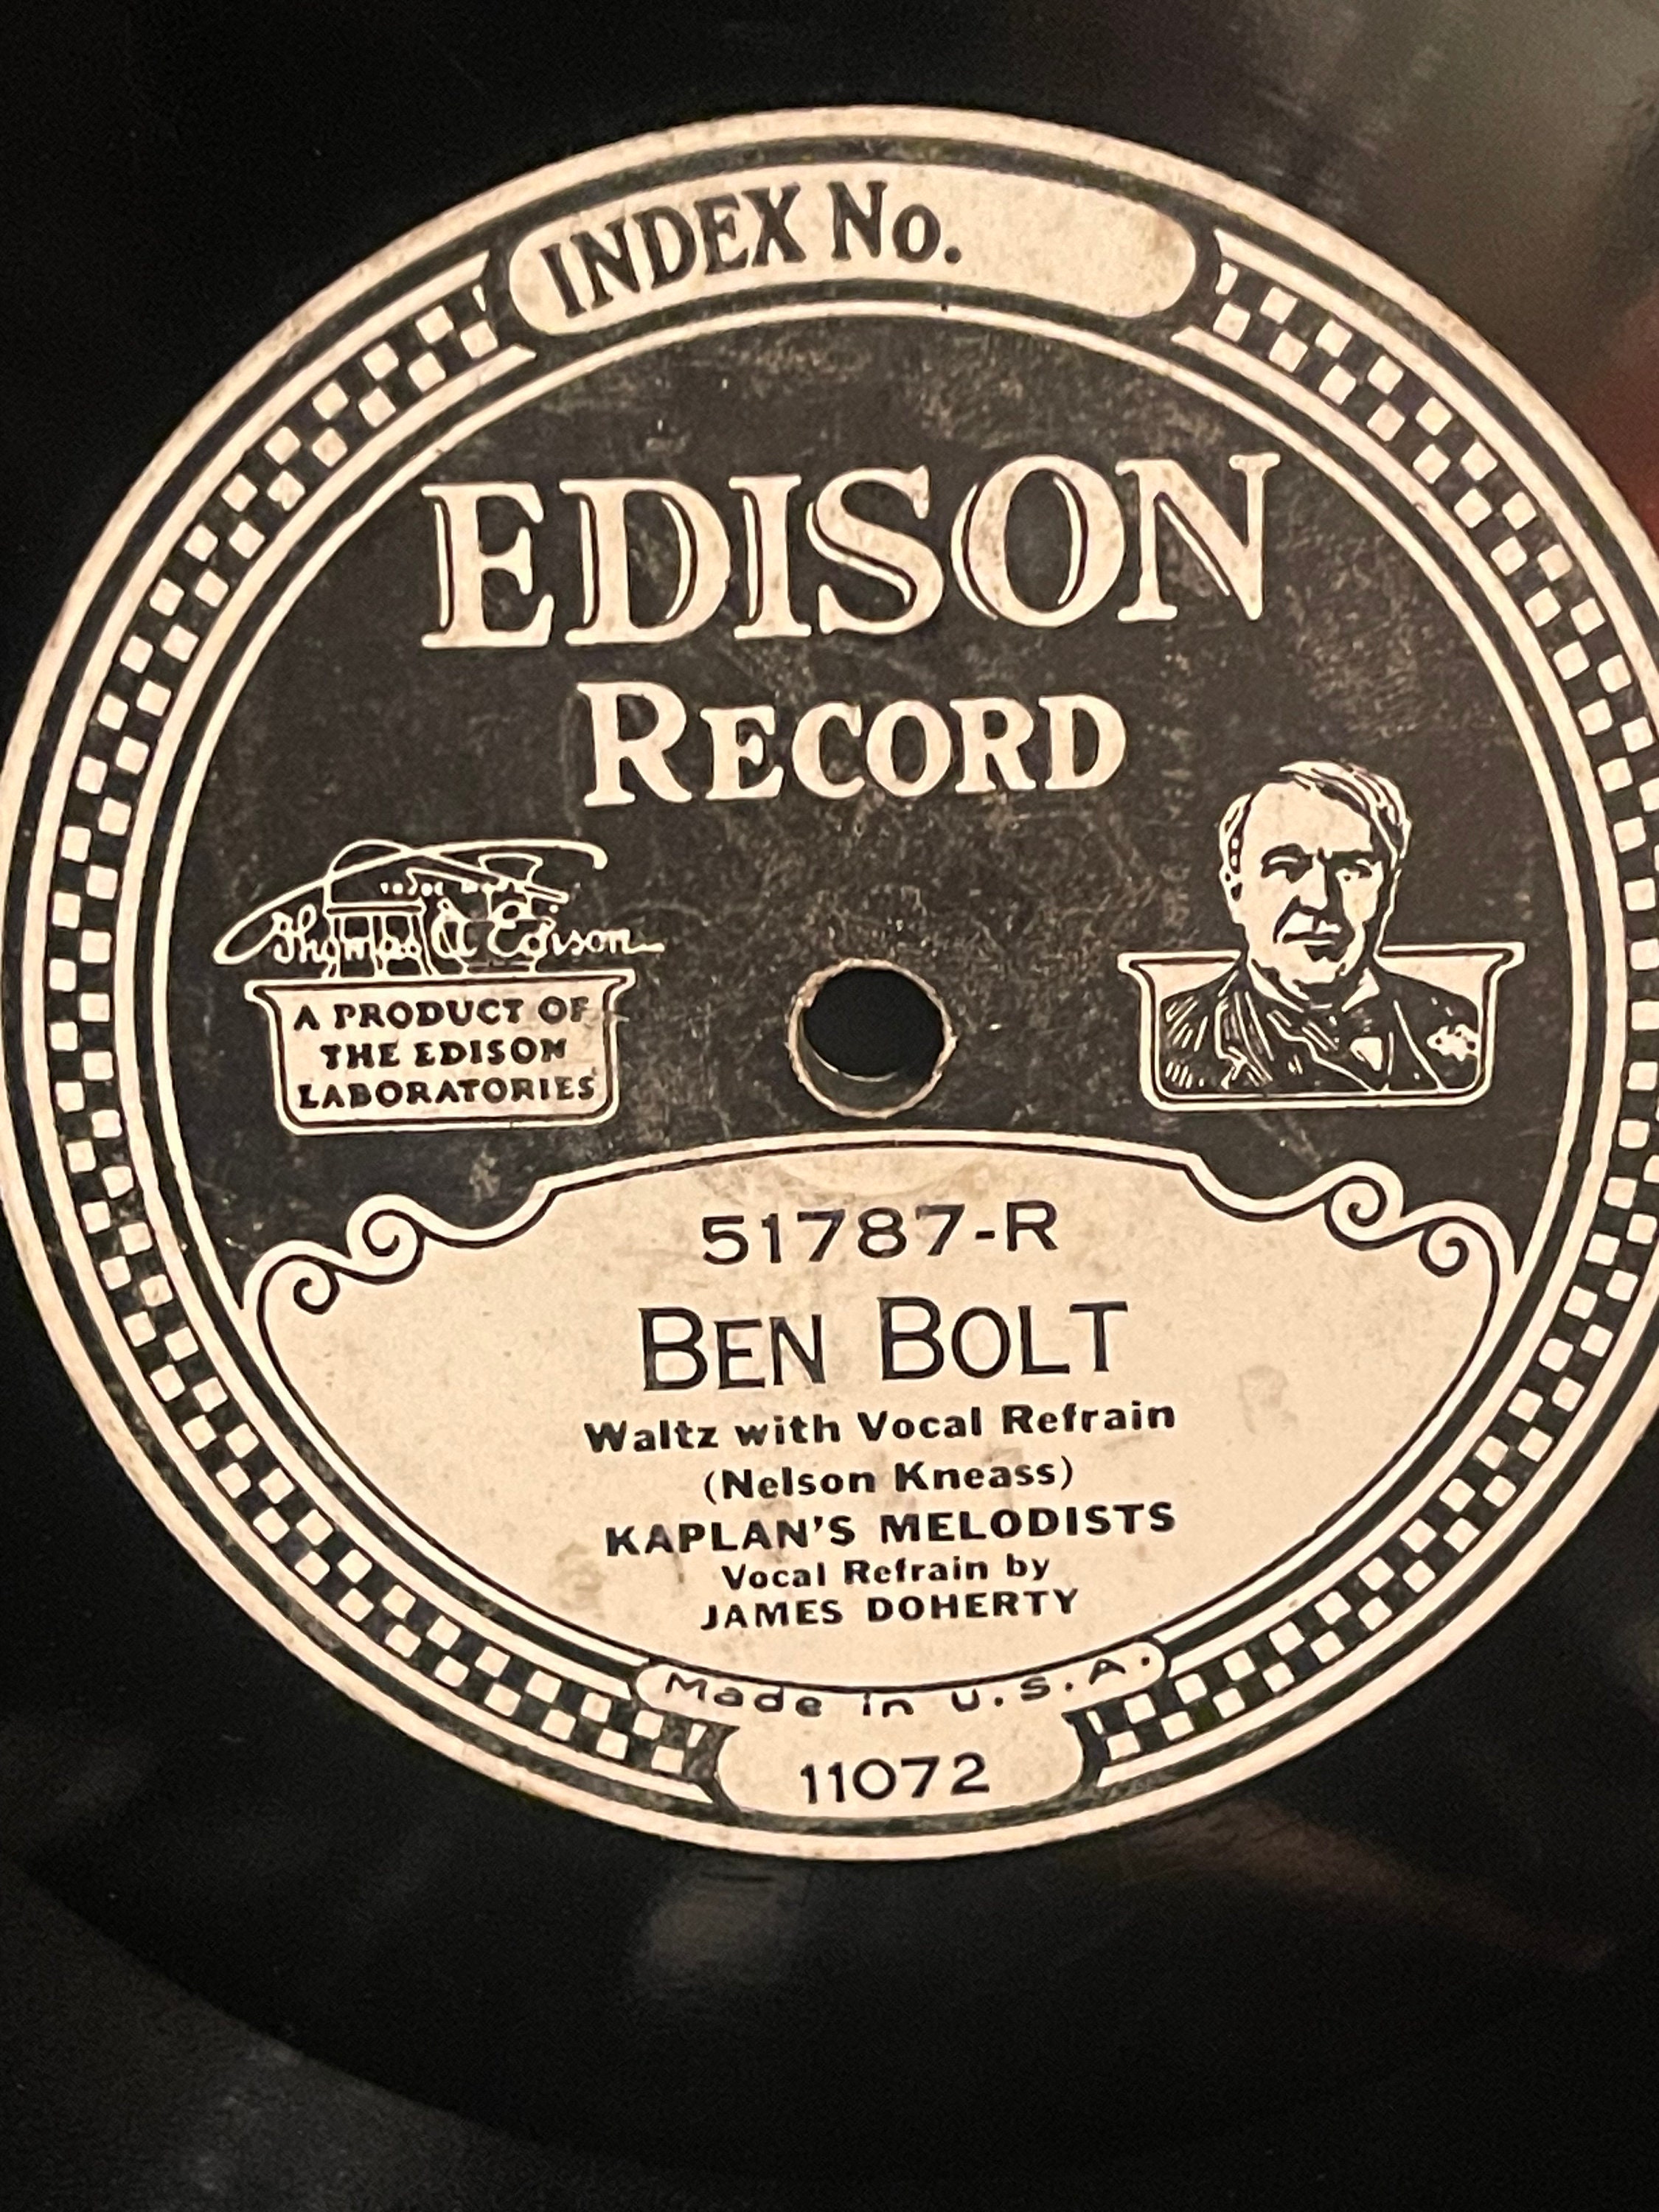 INDEX No.
EDISON
RECORD
Thomas A Edison
A PRODUCT OF
THE EDISON
LABORATORIES
51787-R
BEN BOLT
Waltz with Vocal Refrain
(Nelson Kneass)
KAPLAN'S MELODISTS
Vocal Refrain by
JAMES DOHERTY
Made in U.S.A.
11072